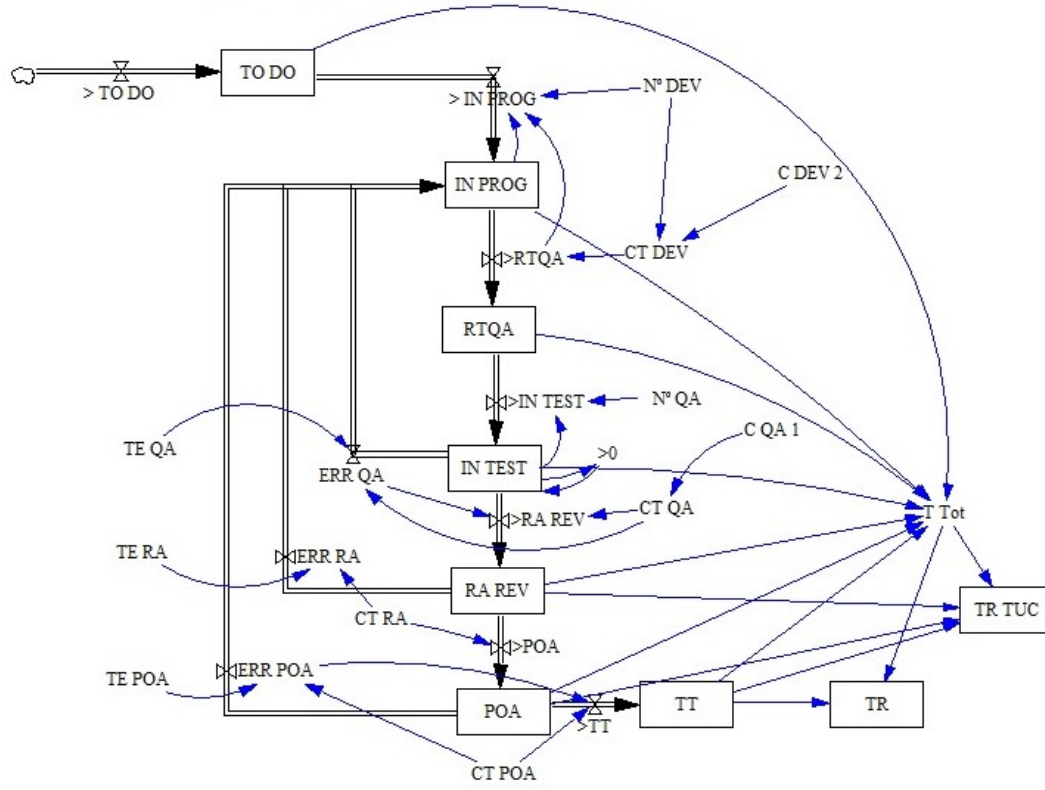 TO DO
> TO DO
> IN PROG
Nº DEV
IN PROG
C DEV 2
>RTQA
CT DEV
RTQA
>IN TEST
Nº QA
TE QA
C QA 1
>0
IN TEST
ERR QA
CT QA
>RA REV
T Tot
TE RA
ERR RA
RA REV
TR TUC
CT RA
>POA
TE POA
ERR POA
POA
TT
TR
>TT
CT POA